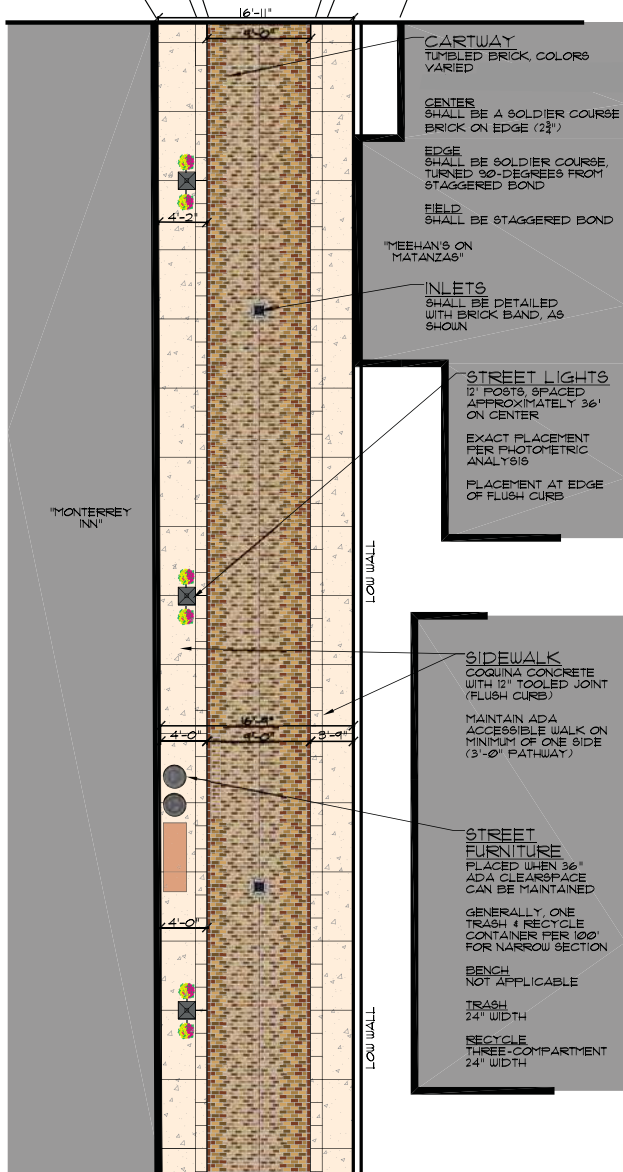 16'-11"
9'-0"
CARTWAY
TUMBLED BRICK, COLORS
VARIED
CENTER
SHALL BE A SOLDIER COURSE
BRICK ON EDGE (2¾")
EDGE
SHALL BE SOLDIER COURSE,
TURNED 90-DEGREES FROM
STAGGERED BOND
FIELD
SHALL BE STAGGERED BOND
4'-2"
"MEEHAN'S ON
MATANZAS"
INLETS
SHALL BE DETAILED
WITH BRICK BAND, AS
SHOWN
STREET LIGHTS
12' POSTS, SPACED
APPROXIMATELY 36'
ON CENTER
EXACT PLACEMENT
PER PHOTOMETRIC
ANALYSIS
PLACEMENT AT EDGE
OF FLUSH CURB
"MONTERREY
INN"
LOW WALL
SIDEWALK
COQUINA CONCRETE
WITH 12" TOOLED JOINT
(FLUSH CURB)
MAINTAIN ADA
ACCESSIBLE WALK ON
MINIMUM OF ONE SIDE
(3'-0" PATHWAY)
16'-9"
4'-0"
9'-0"
3'-9"
STREET
FURNITURE
PLACED WHEN 36"
ADA CLEARSPACE
CAN BE MAINTAINED
GENERALLY, ONE
TRASH & RECYCLE
CONTAINER PER 100'
FOR NARROW SECTION
BENCH
NOT APPLICABLE
TRASH
24" WIDTH
RECYCLE
THREE-COMPARTMENT
24" WIDTH
4'-0"
LOW WALL